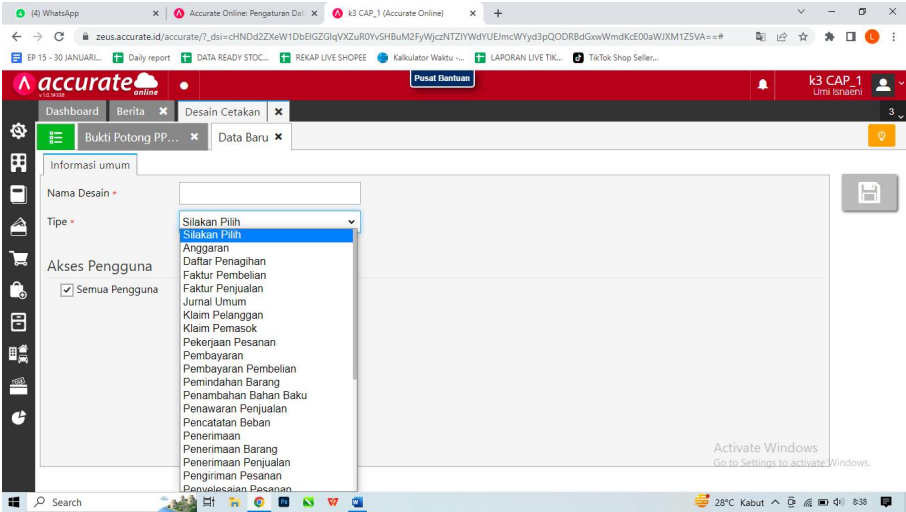 (4) WhatsApp
Accurate Online: Pengaturan Dat
k3 CAP_1 (Accurate Online)
zeus.accurate.id/accurate/?_dsi=cHNDd2ZXeW1DbElGZGlqVXZuR0YvSHBuM2FyWjczNTZlYWdYUEJmcWYyd3pQODRBdGxwWmdKcE00aWJXM1Z5VA==#
EP 15 - 30 JANUARI...
Daily report
DATA READY STOC...
REKAP LIVE SHOPEE
Kalkulator Waktu -...
LAPORAN LIVE TIK...
TikTok Shop Seller...
accurate online
Pusat Bantuan
k3 CAP_1
Umi Isnaeni
Dashboard
Berita
Desain Cetakan
3
Bukti Potong PP...
Data Baru
Informasi umum
Nama Desain *
Tipe *
Silakan Pilih
Silakan Pilih
Anggaran
Daftar Penagihan
Faktur Pembelian
Faktur Penjualan
Jurnal Umum
Klaim Pelanggan
Klaim Pemasok
Pekerjaan Pesanan
Pembayaran
Pembayaran Pembelian
Pemindahan Barang
Penambahan Bahan Baku
Penawaran Penjualan
Pencatatan Beban
Penerimaan
Penerimaan Barang
Penerimaan Penjualan
Pengiriman Pesanan
Penyelesaian Pesanan
Akses Pengguna
Semua Pengguna
Activate Windows
Go to Settings to activate Windows.
Search
28°C Kabut
8:38